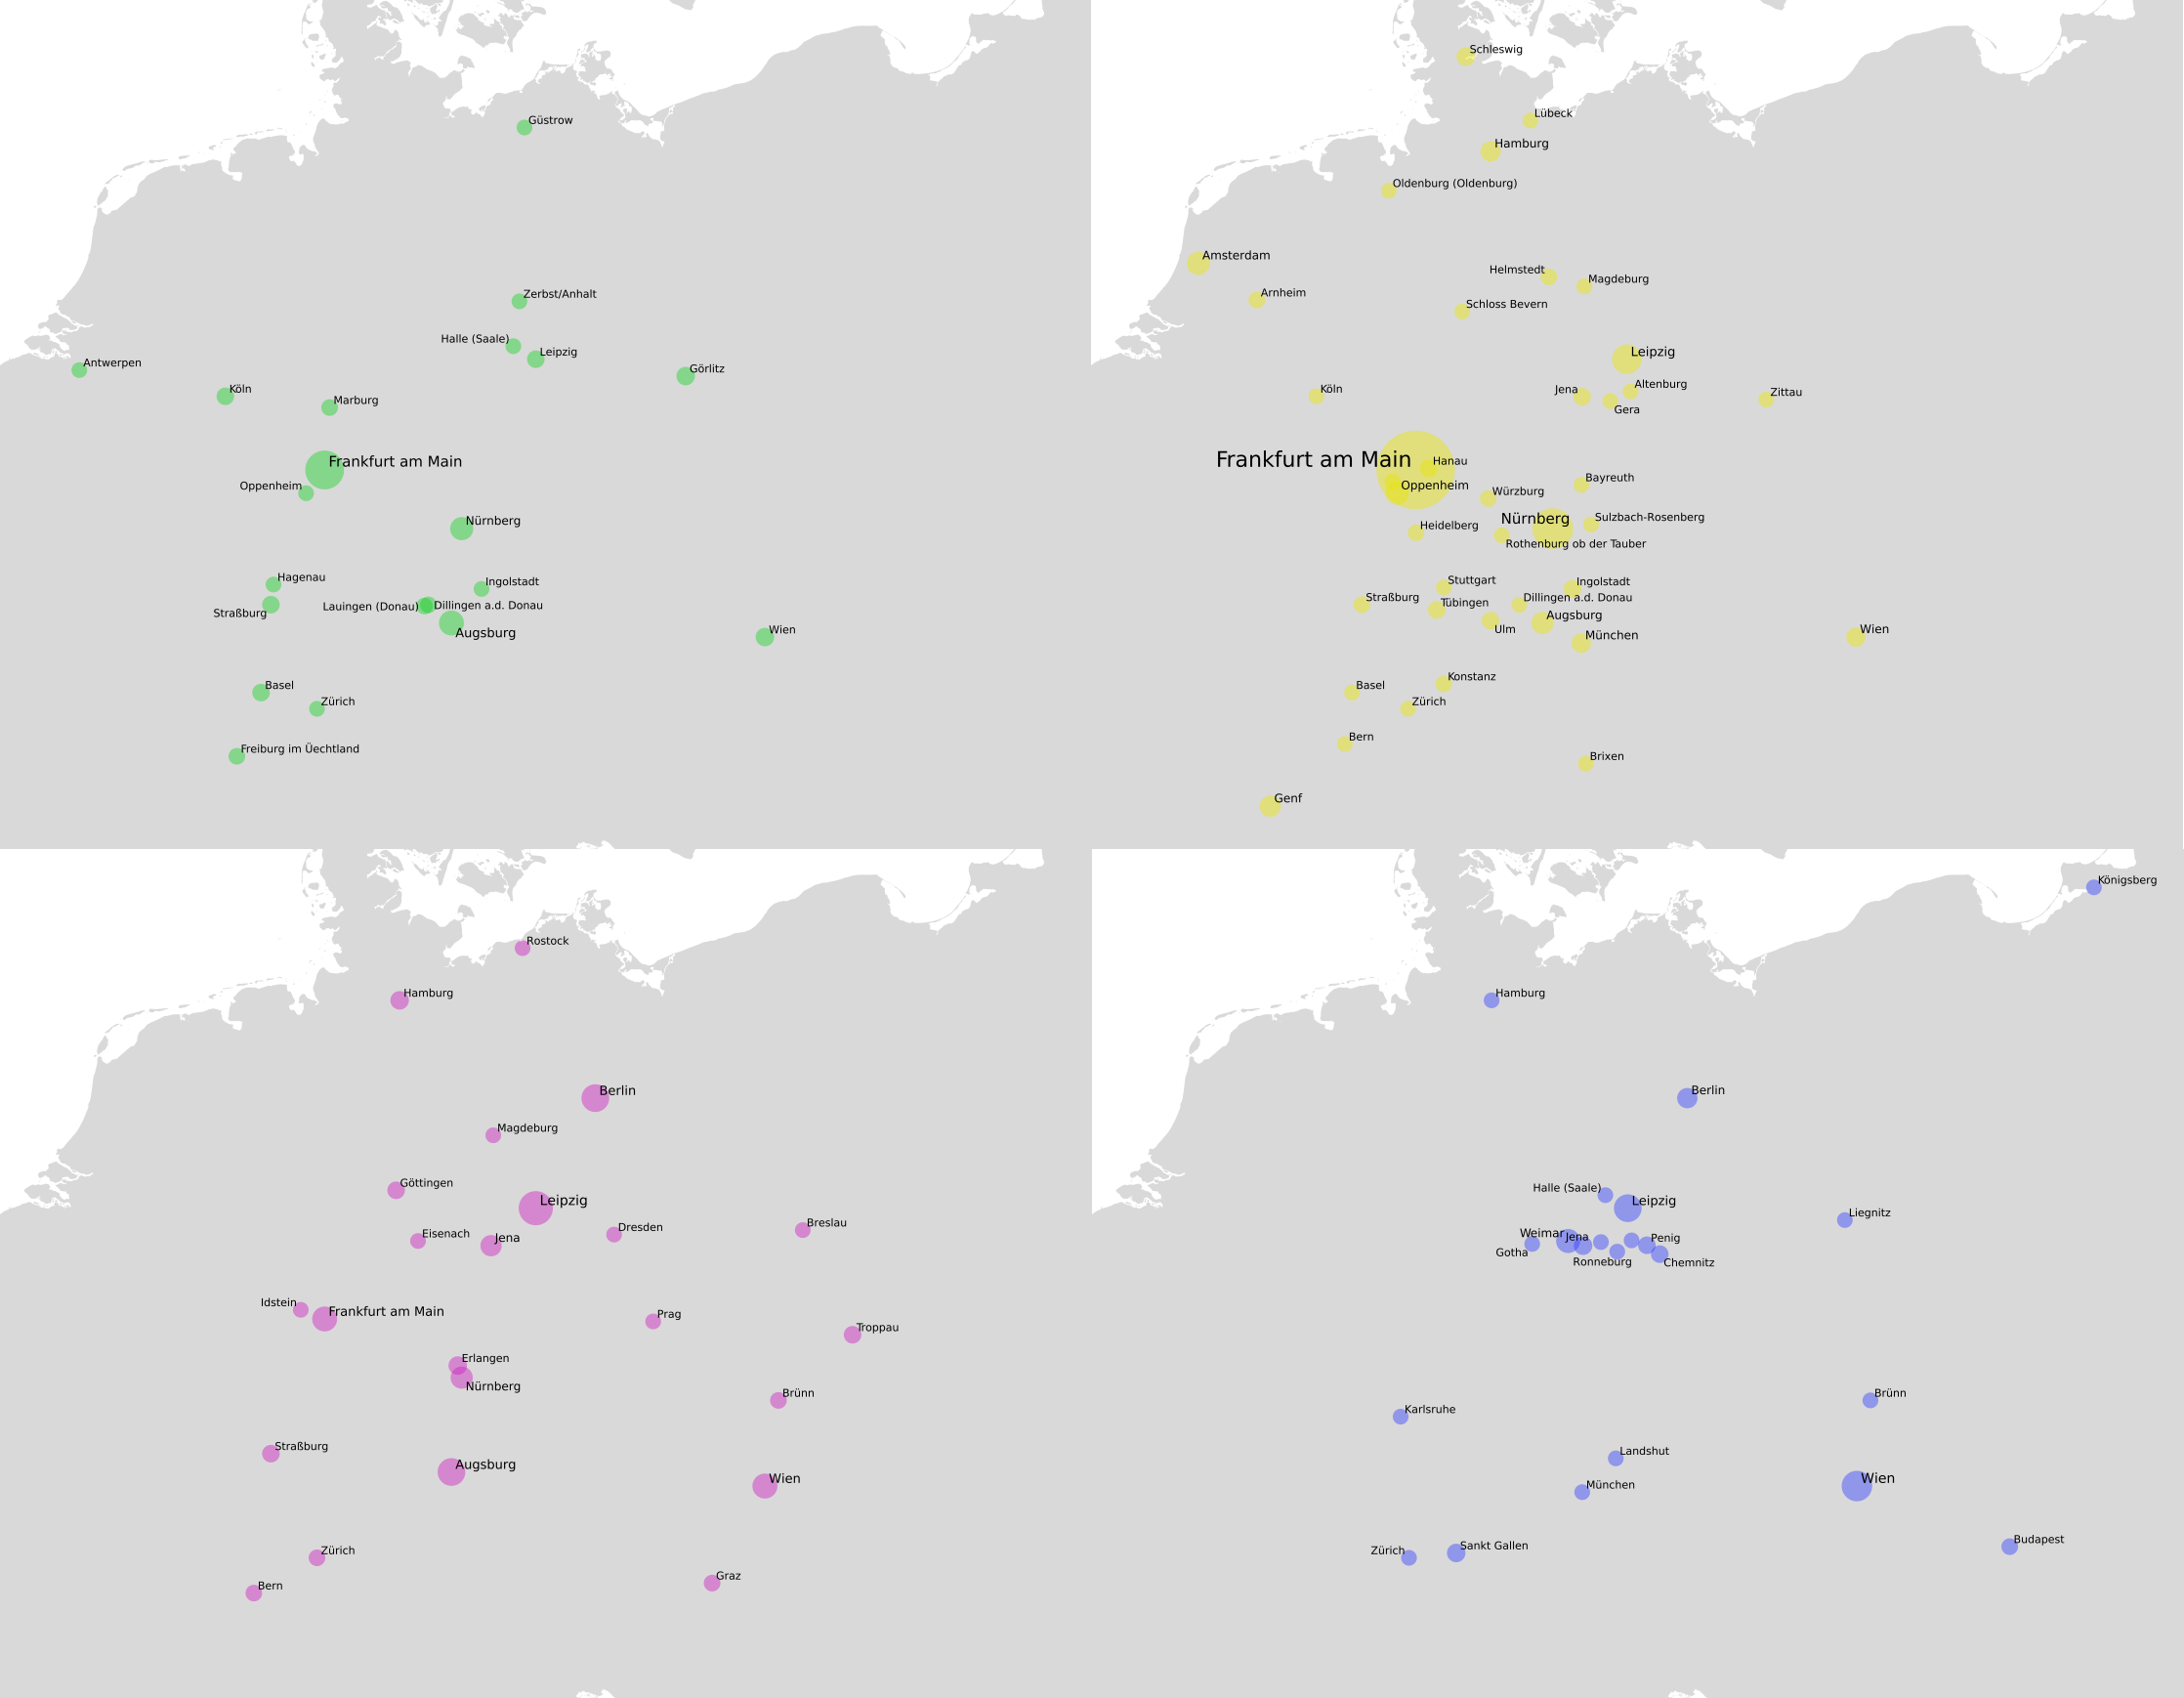 Güstrow
Zerbst/Anhalt
Halle (Saale)
Leipzig
Antwerpen
Görlitz
Köln
Marburg
Frankfurt am Main
Oppenheim
Nürnberg
Hagenau
Ingolstadt
Straßburg
Lauingen (Donau)
Dillingen a.d. Donau
Augsburg
Wien
Basel
Zürich
Freiburg im Üechtland
Schleswig
Lübeck
Hamburg
Oldenburg (Oldenburg)
Amsterdam
Helmstedt
Magdeburg
Arnheim
Schloss Bevern
Leipzig
Köln
Jena
Altenburg
Gera
Zittau
Frankfurt am Main
Hanau
Oppenheim
Bayreuth
Würzburg
Nürnberg
Sulzbach-Rosenberg
Heidelberg
Rothenburg ob der Tauber
Stuttgart
Ingolstadt
Straßburg
Tübingen
Dillingen a.d. Donau
Augsburg
Ulm
München
Wien
Konstanz
Basel
Zürich
Bern
Brixen
Genf
Rostock
Hamburg
Berlin
Magdeburg
Göttingen
Leipzig
Eisenach
Jena
Dresden
Breslau
Idstein
Frankfurt am Main
Prag
Troppau
Erlangen
Nürnberg
Brünn
Straßburg
Augsburg
Wien
Zürich
Graz
Bern
Königsberg
Hamburg
Berlin
Halle (Saale)
Leipzig
Liegnitz
Weimar
Jena
Penig
Gotha
Ronneburg
Chemnitz
Karlsruhe
Brünn
Landshut
München
Wien
Zürich
Sankt Gallen
Budapest